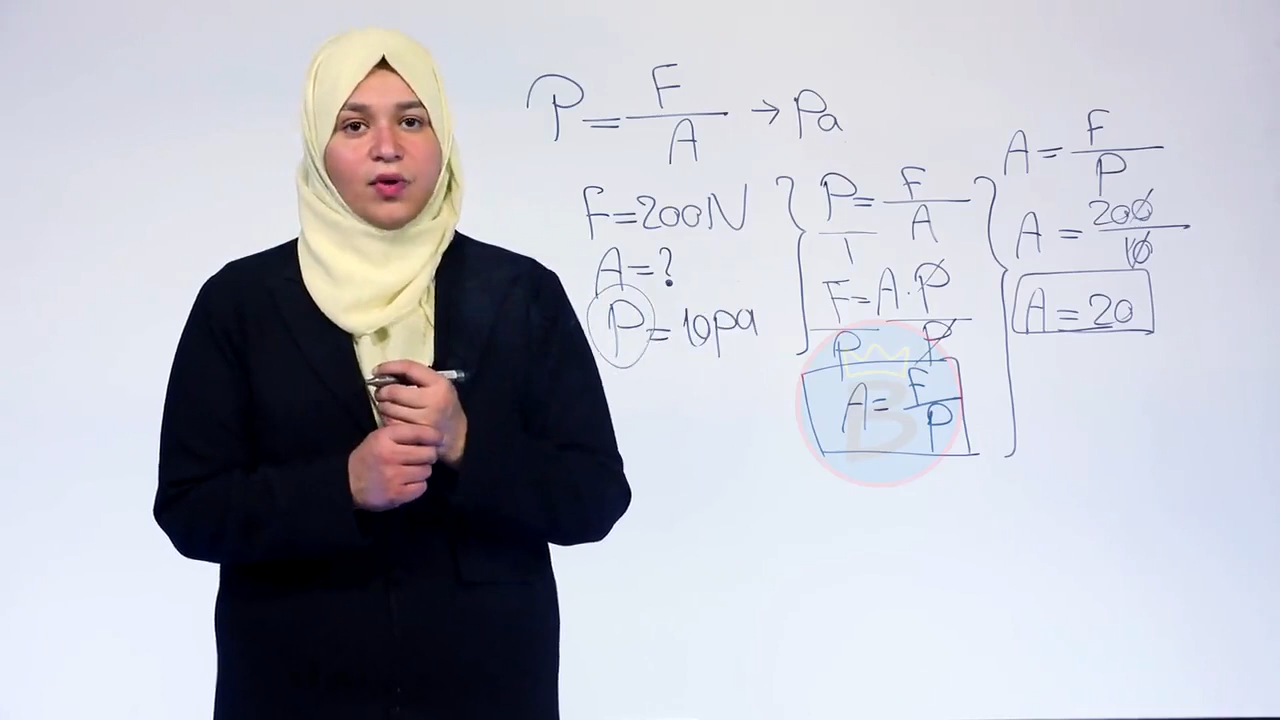 P = F/A → Pa
F=200N
A=?
P=10pa
P/1 = F/A
F/P = A·P/P
A = F/P
A = F/P
A = 200/10
A = 20
B